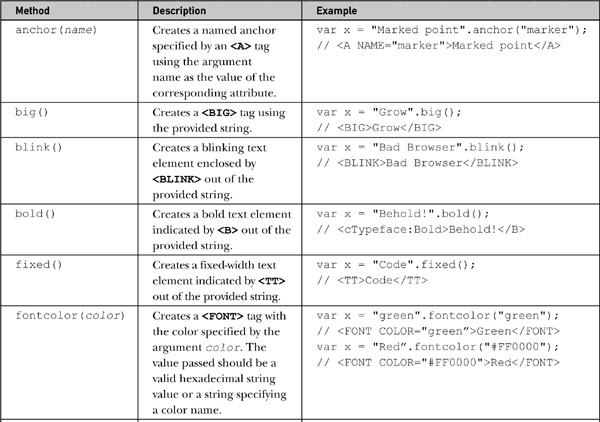 Method Description Example
anchor(name) Creates a named anchor var x = "Marked point".anchor("marker");
specified by an <A> tag // <A NAME="marker">Marked point</A>
using the argument
name as the value of the
corresponding attribute.
big() Creates a <BIG> tag using var x = "Grow".big();
the provided string. // <BIG>Grow</BIG>
blink() Creates a blinking text var x = "Bad Browser".blink();
element enclosed by // <BLINK>Bad Browser</BLINK>
<BLINK> out of the
provided string.
bold() Creates a bold text element var x = "Behold!".bold();
indicated by <B> out of the // <cTypeface:Bold>Behold!</B>
provided string.
fixed() Creates a fixed-width text var x = "Code".fixed();
element indicated by <TT> // <TT>Code</TT>
out of the provided string.
fontcolor(color) Creates a <FONT> tag with var x = "green".fontcolor("green");
the color specified by the // <FONT COLOR="green”>Green</FONT>
argument color. The var x = "Red”.fontcolor("#FF0000");
value passed should be a // <FONT COLOR="#FF0000">Red</FONT>
valid hexadecimal string
value or a string specifying
a color name.